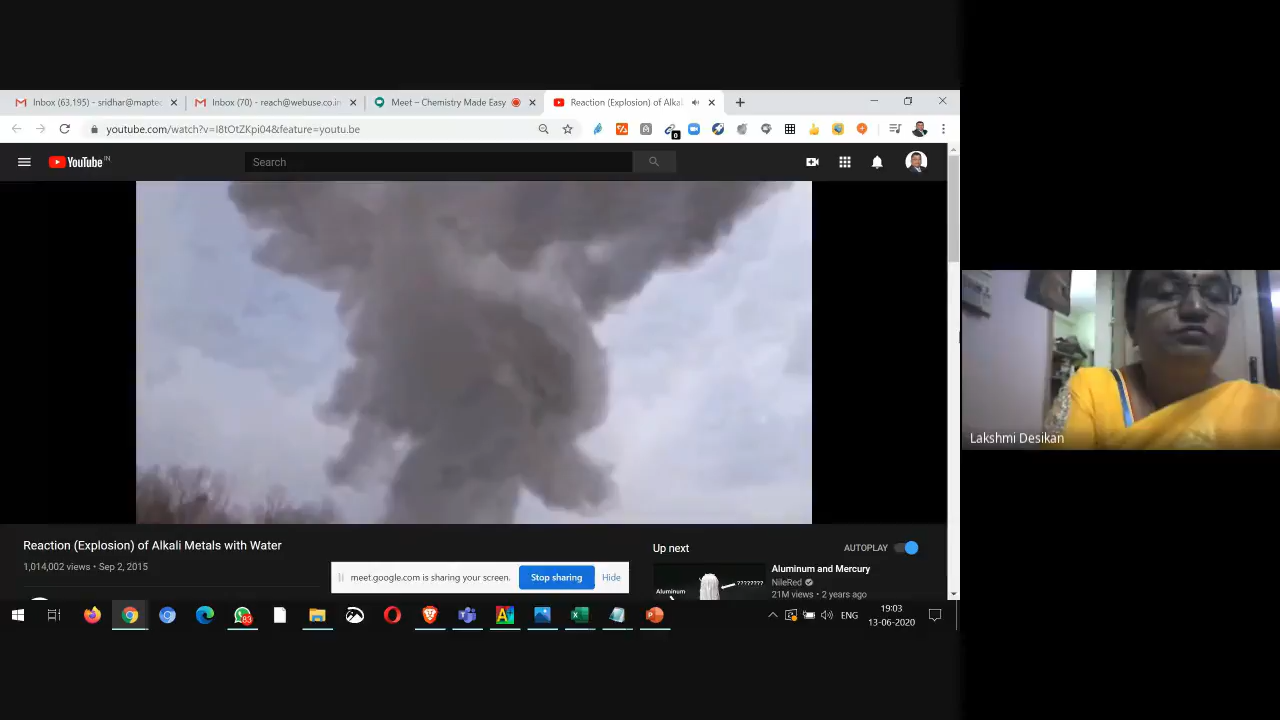 Inbox (63,195) - sridhar@maptec
Inbox (70) - reach@webuse.co.in
Meet – Chemistry Made Easy
Reaction (Explosion) of Alkal
youtube.com/watch?v=I8tOtZKpi04&feature=youtu.be
YouTube IN
Search
Lakshmi Desikan
Reaction (Explosion) of Alkali Metals with Water
1,014,002 views • Sep 2, 2015
Up next
AUTOPLAY
meet.google.com is sharing your screen.
Stop sharing
Hide
Aluminum and Mercury
NileRed
21M views • 2 years ago
Aluminum
????????
83
0
ENG
19:03
13-06-2020